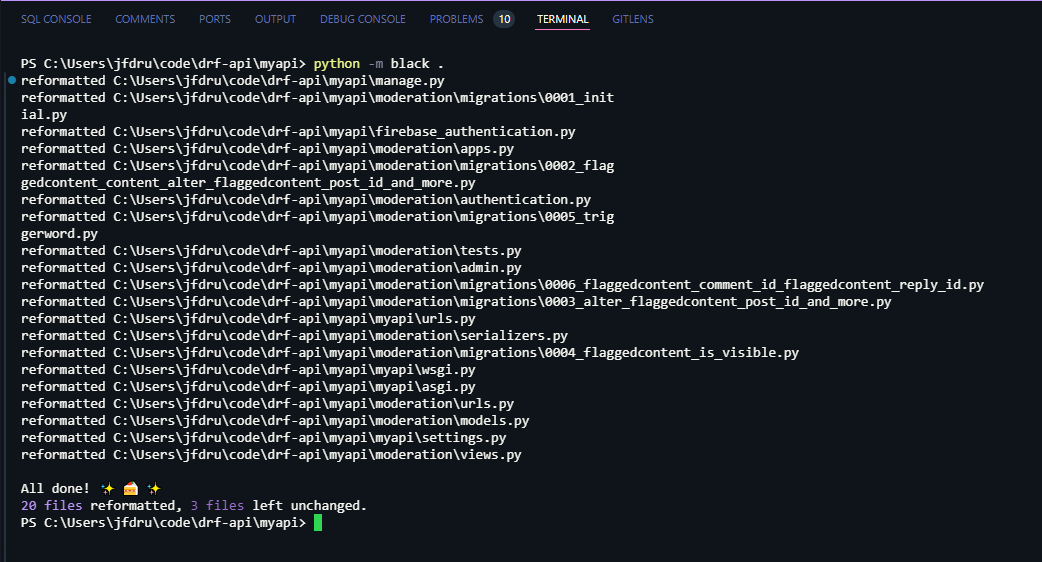 SQL CONSOLE COMMENTS PORTS OUTPUT DEBUG CONSOLE PROBLEMS 10 TERMINAL GITLENS
PS C:\Users\jfdru\code\drf-api\myapi> python -m black .
reformatted C:\Users\jfdru\code\drf-api\myapi\manage.py
reformatted C:\Users\jfdru\code\drf-api\myapi\moderation\migrations\0001_init
ial.py
reformatted C:\Users\jfdru\code\drf-api\myapi\firebase_authentication.py
reformatted C:\Users\jfdru\code\drf-api\myapi\moderation\apps.py
reformatted C:\Users\jfdru\code\drf-api\myapi\moderation\migrations\0002_flag
gedcontent_content_alter_flaggedcontent_post_id_and_more.py
reformatted C:\Users\jfdru\code\drf-api\myapi\moderation\authentication.py
reformatted C:\Users\jfdru\code\drf-api\myapi\moderation\migrations\0005_trig
gerword.py
reformatted C:\Users\jfdru\code\drf-api\myapi\moderation\tests.py
reformatted C:\Users\jfdru\code\drf-api\myapi\moderation\admin.py
reformatted C:\Users\jfdru\code\drf-api\myapi\moderation\migrations\0006_flaggedcontent_comment_id_flaggedcontent_reply_id.py
reformatted C:\Users\jfdru\code\drf-api\myapi\moderation\migrations\0003_alter_flaggedcontent_post_id_and_more.py
reformatted C:\Users\jfdru\code\drf-api\myapi\myapi\urls.py
reformatted C:\Users\jfdru\code\drf-api\myapi\moderation\serializers.py
reformatted C:\Users\jfdru\code\drf-api\myapi\moderation\migrations\0004_flaggedcontent_is_visible.py
reformatted C:\Users\jfdru\code\drf-api\myapi\myapi\wsgi.py
reformatted C:\Users\jfdru\code\drf-api\myapi\myapi\asgi.py
reformatted C:\Users\jfdru\code\drf-api\myapi\moderation\urls.py
reformatted C:\Users\jfdru\code\drf-api\myapi\moderation\models.py
reformatted C:\Users\jfdru\code\drf-api\myapi\myapi\settings.py
reformatted C:\Users\jfdru\code\drf-api\myapi\moderation\views.py
All done! ✨ 🍰 ✨
20 files reformatted, 3 files left unchanged.
PS C:\Users\jfdru\code\drf-api\myapi>